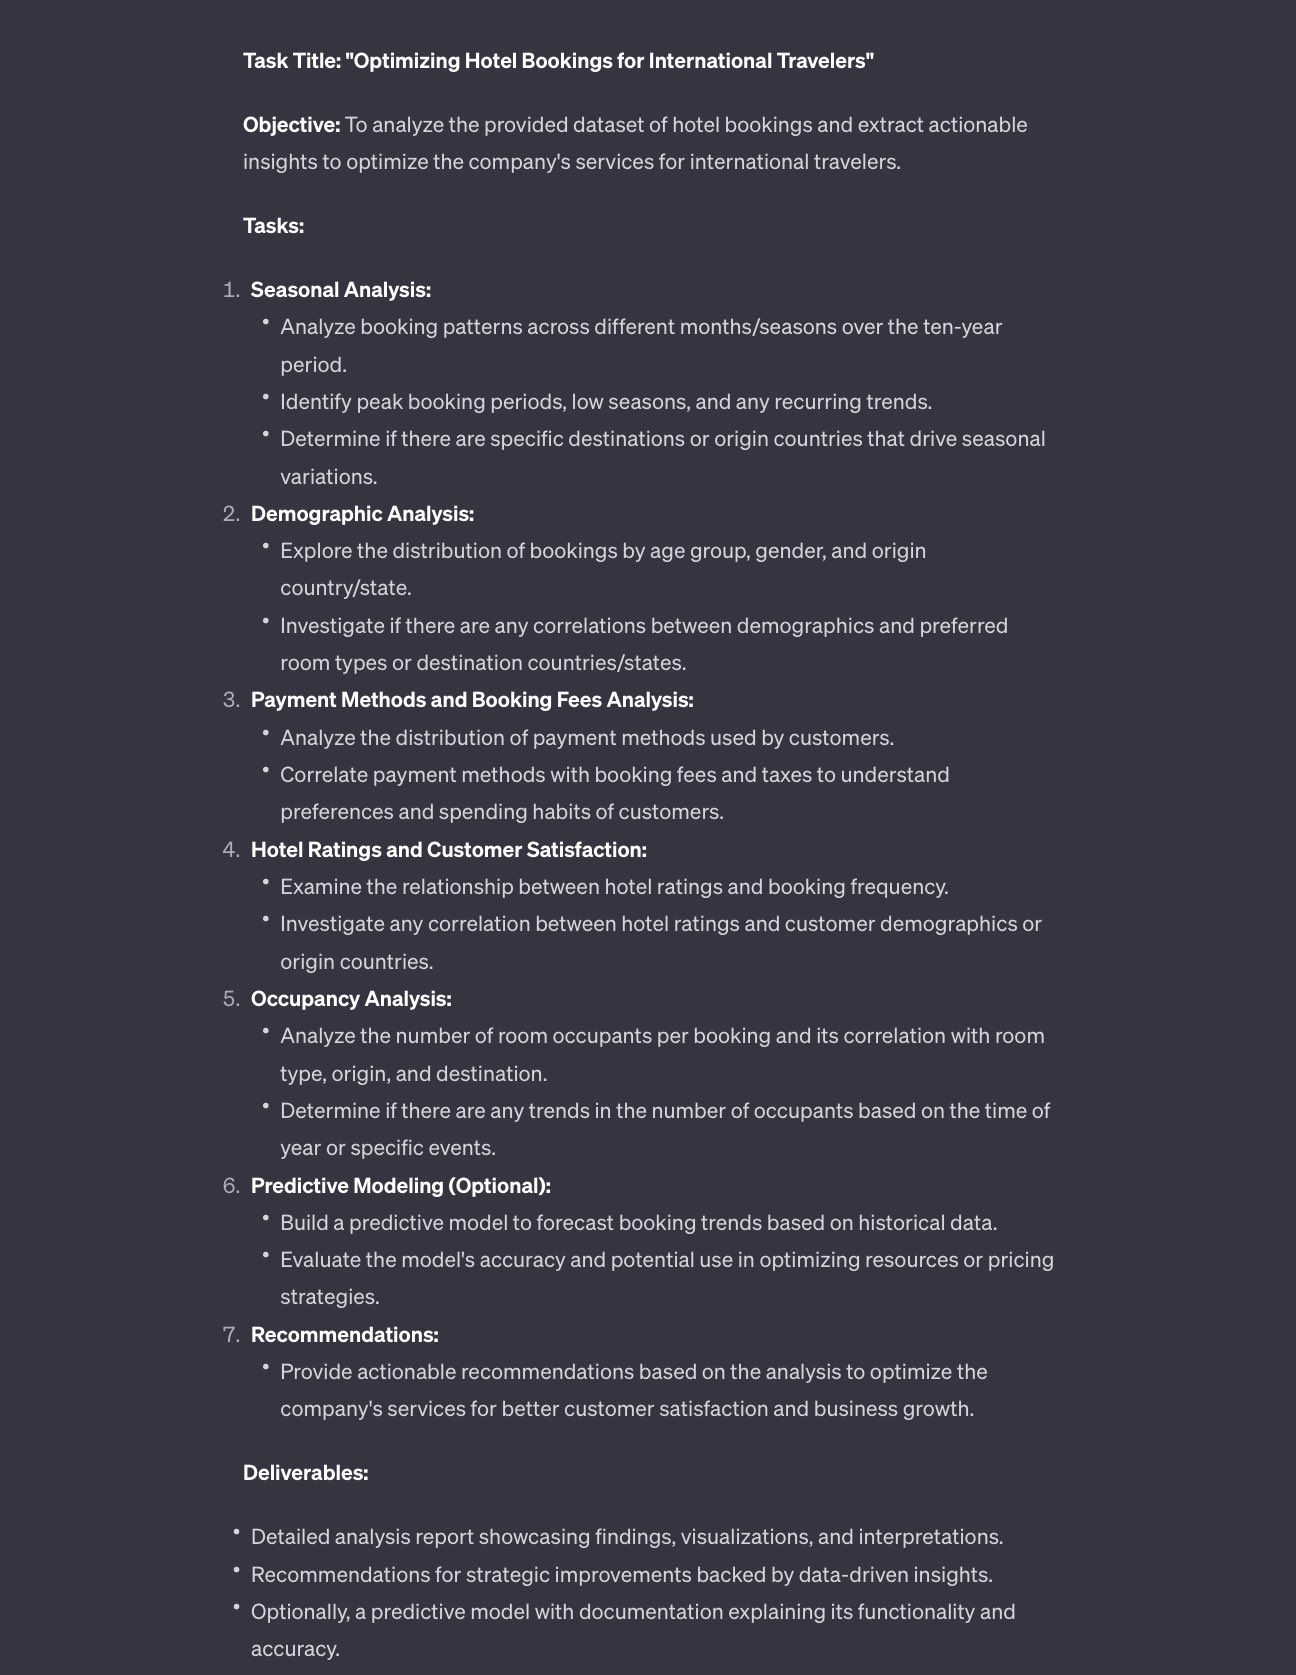 Task Title: "Optimizing Hotel Bookings for International Travelers"
Objective: To analyze the provided dataset of hotel bookings and extract actionable
insights to optimize the company's services for international travelers.
Tasks:
1. Seasonal Analysis:
• Analyze booking patterns across different months/seasons over the ten-year
period.
• Identify peak booking periods, low seasons, and any recurring trends.
• Determine if there are specific destinations or origin countries that drive seasonal
variations.
2. Demographic Analysis:
• Explore the distribution of bookings by age group, gender, and origin
country/state.
• Investigate if there are any correlations between demographics and preferred
room types or destination countries/states.
3. Payment Methods and Booking Fees Analysis:
• Analyze the distribution of payment methods used by customers.
• Correlate payment methods with booking fees and taxes to understand
preferences and spending habits of customers.
4. Hotel Ratings and Customer Satisfaction:
• Examine the relationship between hotel ratings and booking frequency.
• Investigate any correlation between hotel ratings and customer demographics or
origin countries.
5. Occupancy Analysis:
• Analyze the number of room occupants per booking and its correlation with room
type, origin, and destination.
• Determine if there are any trends in the number of occupants based on the time of
year or specific events.
6. Predictive Modeling (Optional):
• Build a predictive model to forecast booking trends based on historical data.
• Evaluate the model's accuracy and potential use in optimizing resources or pricing
strategies.
7. Recommendations:
• Provide actionable recommendations based on the analysis to optimize the
company's services for better customer satisfaction and business growth.
Deliverables:
• Detailed analysis report showcasing findings, visualizations, and interpretations.
• Recommendations for strategic improvements backed by data-driven insights.
• Optionally, a predictive model with documentation explaining its functionality and
accuracy.